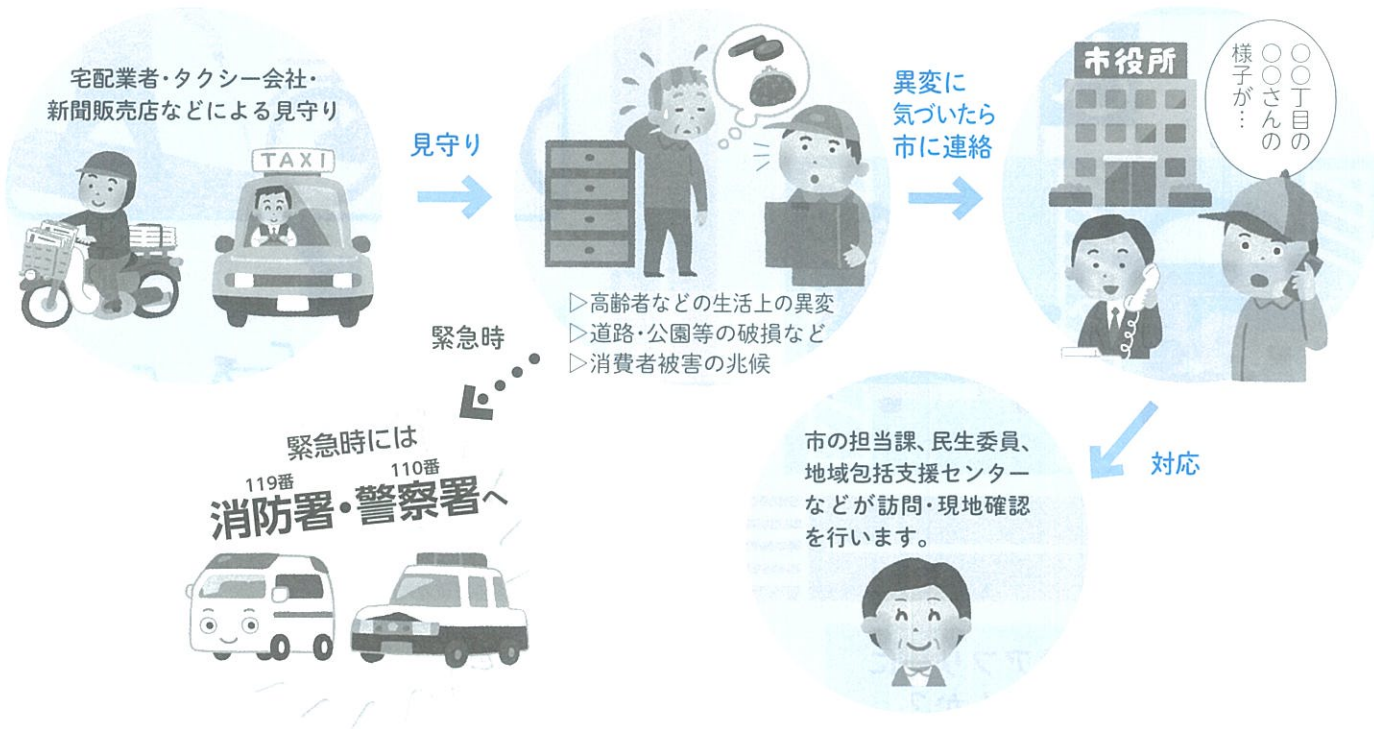 宅配業者・タクシー会社・
新聞販売店などによる見守り
TAXI
見守り
▷高齢者などの生活上の異変
▷道路・公園等の破損など
▷消費者被害の兆候
異変に
気づいたら
市に連絡
市役所
○○丁目の
○○さんの
様子が…
緊急時
緊急時には
119番
110番
消防署・警察署へ
対応
市の担当課、民生委員、
地域包括支援センター
などが訪問・現地確認
を行います。